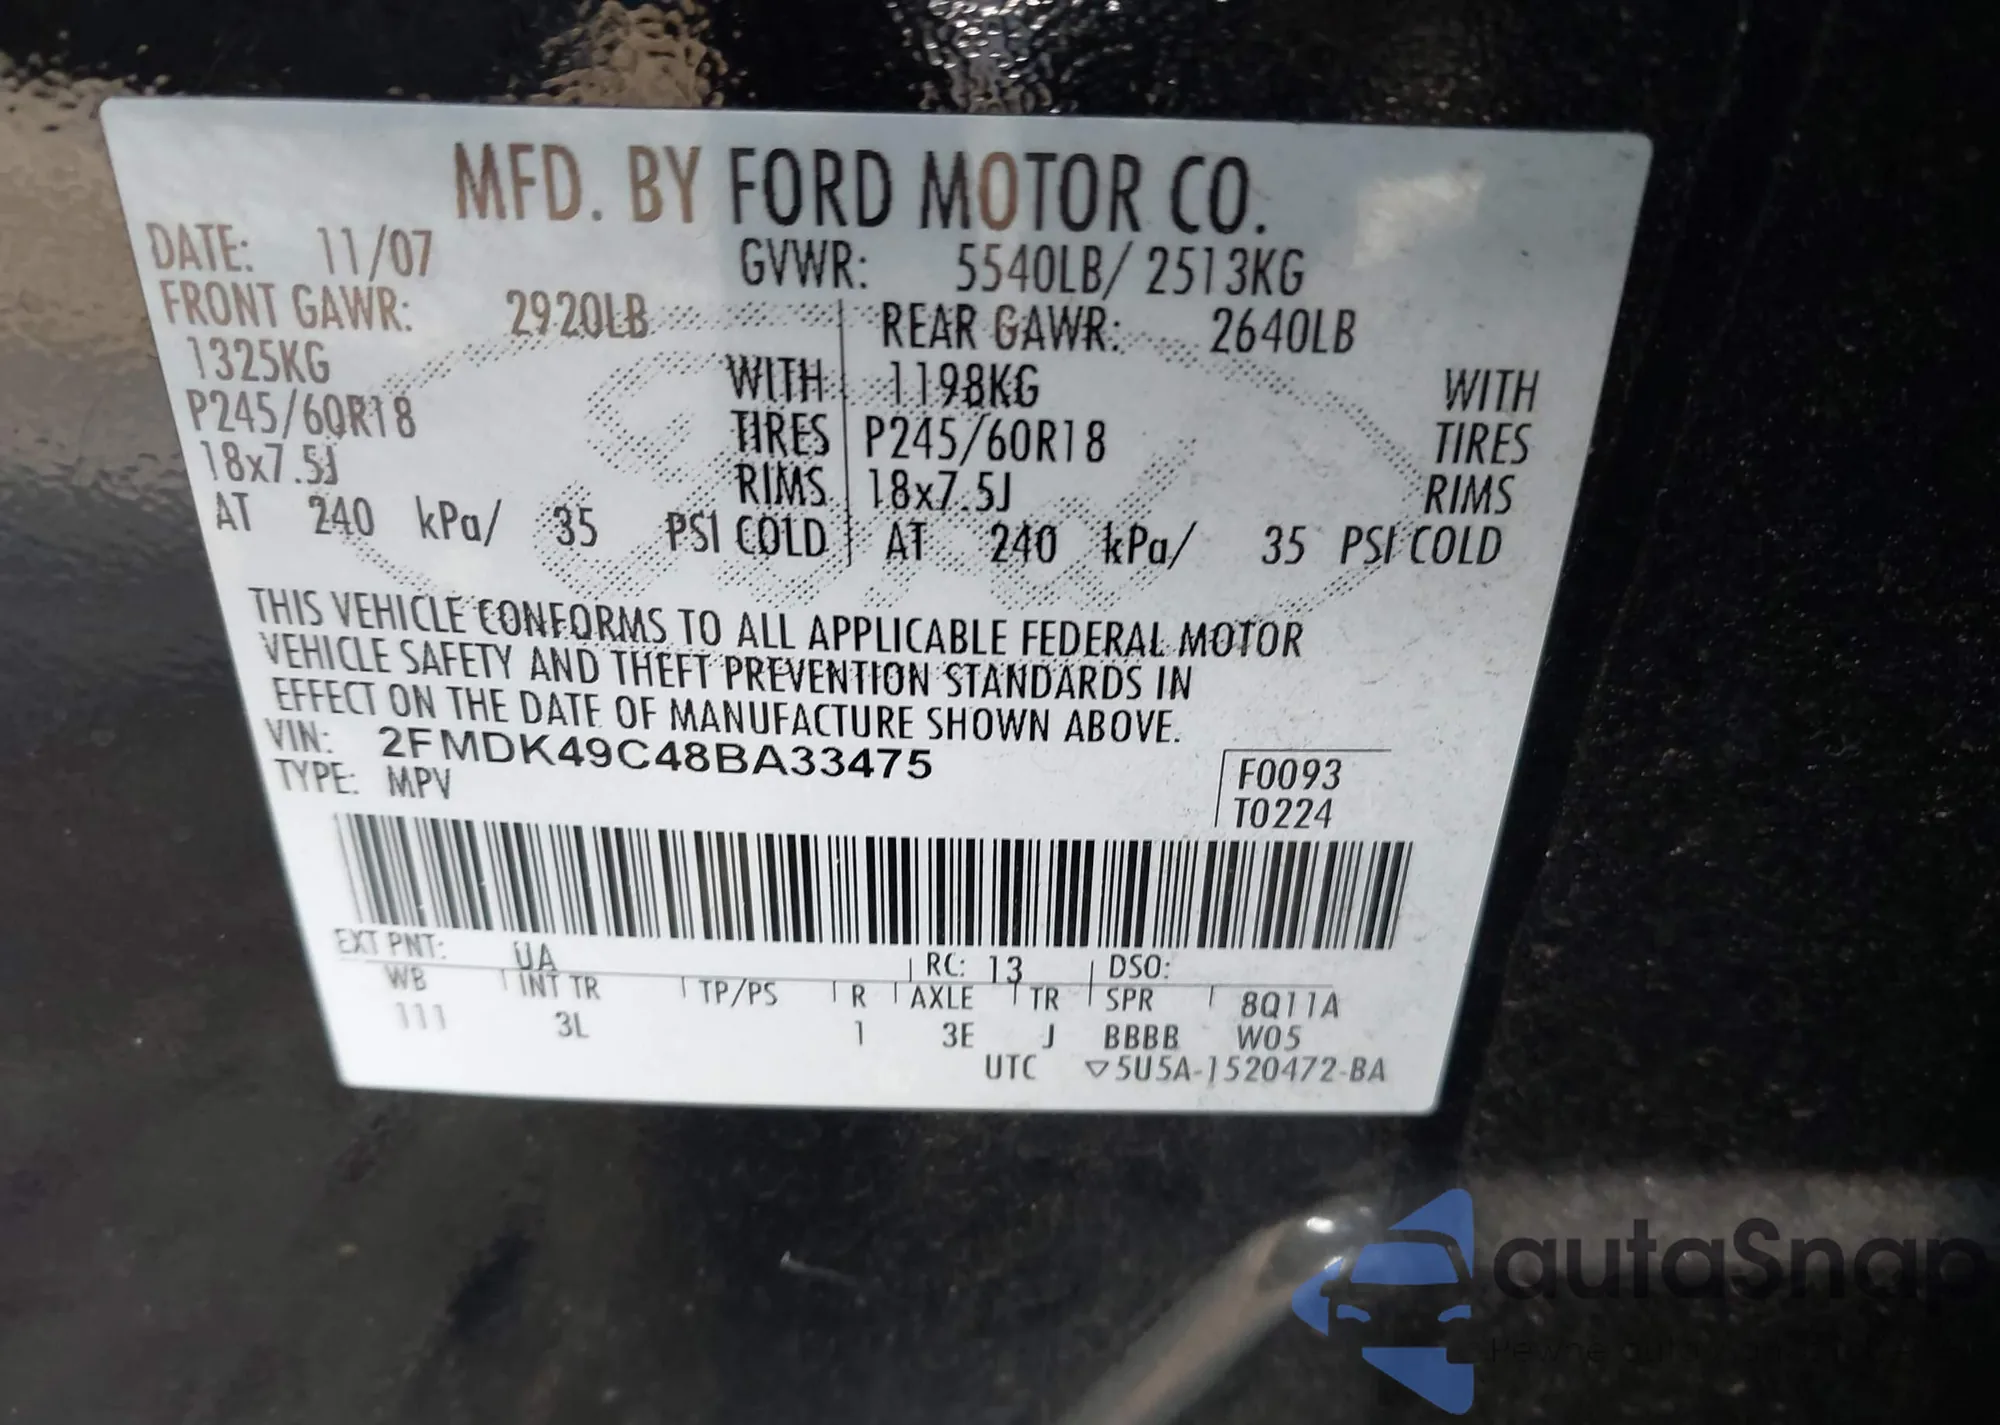 MFD. BY FORD MOTOR CO.
DATE: 11/07 GVWR: 5540LB/ 2513KG
FRONT GAWR: 2920LB REAR GAWR: 2640LB
1325KG WITH 1198KG WITH
P245/60R18 TIRES P245/60R18 TIRES
18x7.5J RIMS 18x7.5J RIMS
AT 240 kPa/ 35 PSI COLD AT 240 kPa/ 35 PSI COLD
THIS VEHICLE CONFORMS TO ALL APPLICABLE FEDERAL MOTOR
VEHICLE SAFETY AND THEFT PREVENTION STANDARDS IN
EFFECT ON THE DATE OF MANUFACTURE SHOWN ABOVE.
VIN: 2FMDK49C48BA33475
TYPE: MPV
F0093
T0224
EXT PNT: UA RC: 13 DSO:
WB INT TR TP/PS R AXLE TR SPR 8Q11A
111 3L 1 3E J BBBB W05
UTC ▽5U5A-1520472-BA
autaSnap